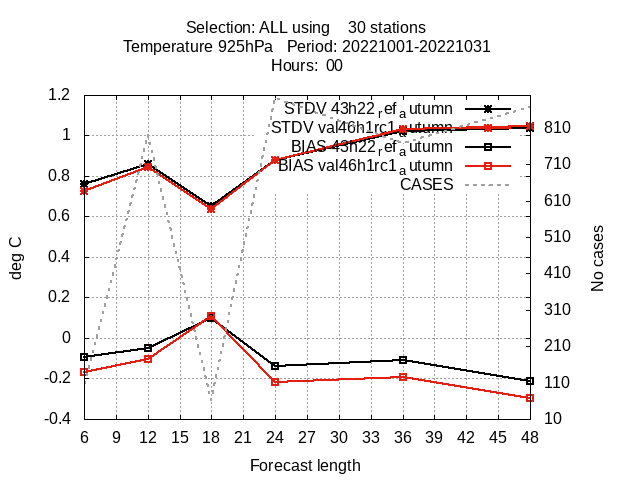 Selection: ALL using    30 stations
Temperature 925hPa   Period: 20221001-20221031
Hours:  00
STDV 43h22_ref_autumn
STDV val46h1rc1_autumn
BIAS 43h22_ref_autumn
BIAS val46h1rc1_autumn
CASES
1.2
1
0.8
0.6
0.4
0.2
0
-0.2
-0.4
deg C
810
710
610
510
410
310
210
110
10
No cases
6 9 12 15 18 21 24 27 30 33 36 39 42 45 48
Forecast length